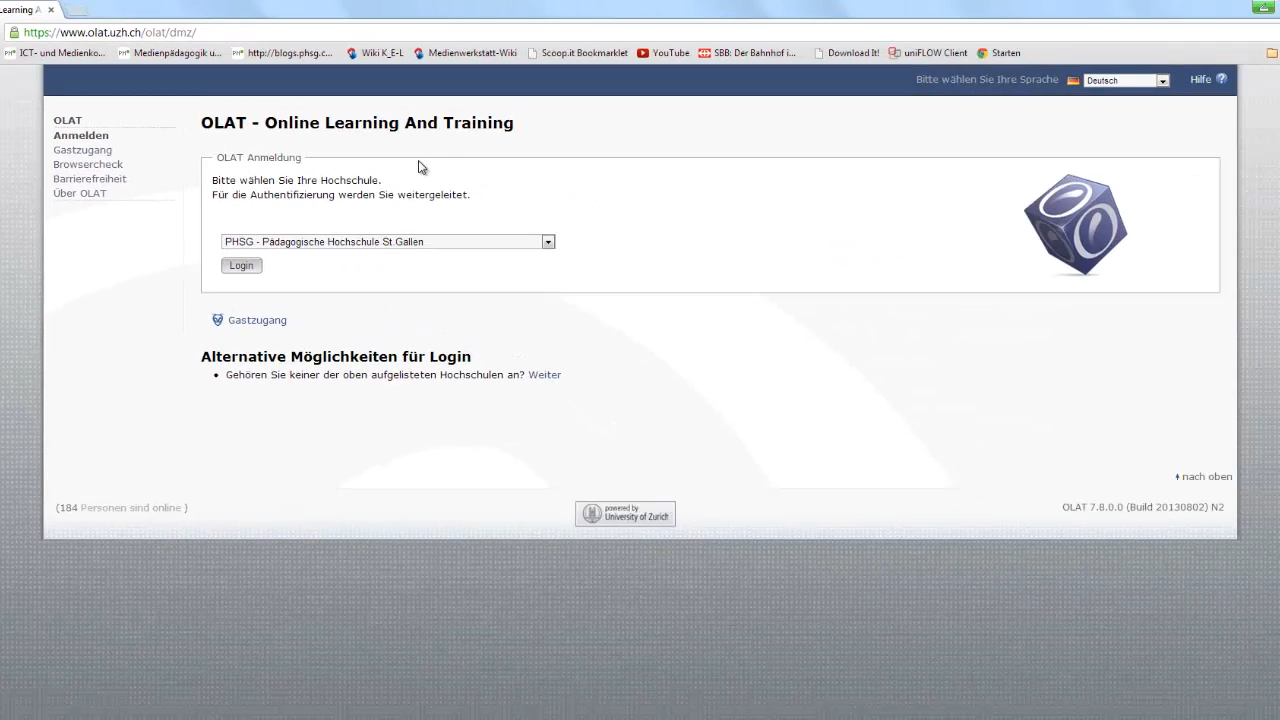 Learning A
https://www.olat.uzh.ch/olat/dmz/
ICT- und Medienko... Medienpädagogik u... http://blogs.phsg.c... Wiki K_E-L Medienwerkstatt-Wiki Scoop.it Bookmarklet YouTube SBB: Der Bahnhof i... Download It! uniFLOW Client Starten
Bitte wählen Sie Ihre Sprache Deutsch Hilfe ?
OLAT
Anmelden
Gastzugang
Browsercheck
Barrierefreiheit
Über OLAT
OLAT - Online Learning And Training
OLAT Anmeldung
Bitte wählen Sie Ihre Hochschule.
Für die Authentifizierung werden Sie weitergeleitet.
PHSG - Pädagogische Hochschule St.Gallen
Login
Gastzugang
Alternative Möglichkeiten für Login
Gehören Sie keiner der oben aufgelisteten Hochschulen an? Weiter
nach oben
(184 Personen sind online )
powered by
University of Zurich
OLAT 7.8.0.0 (Build 20130802) N2